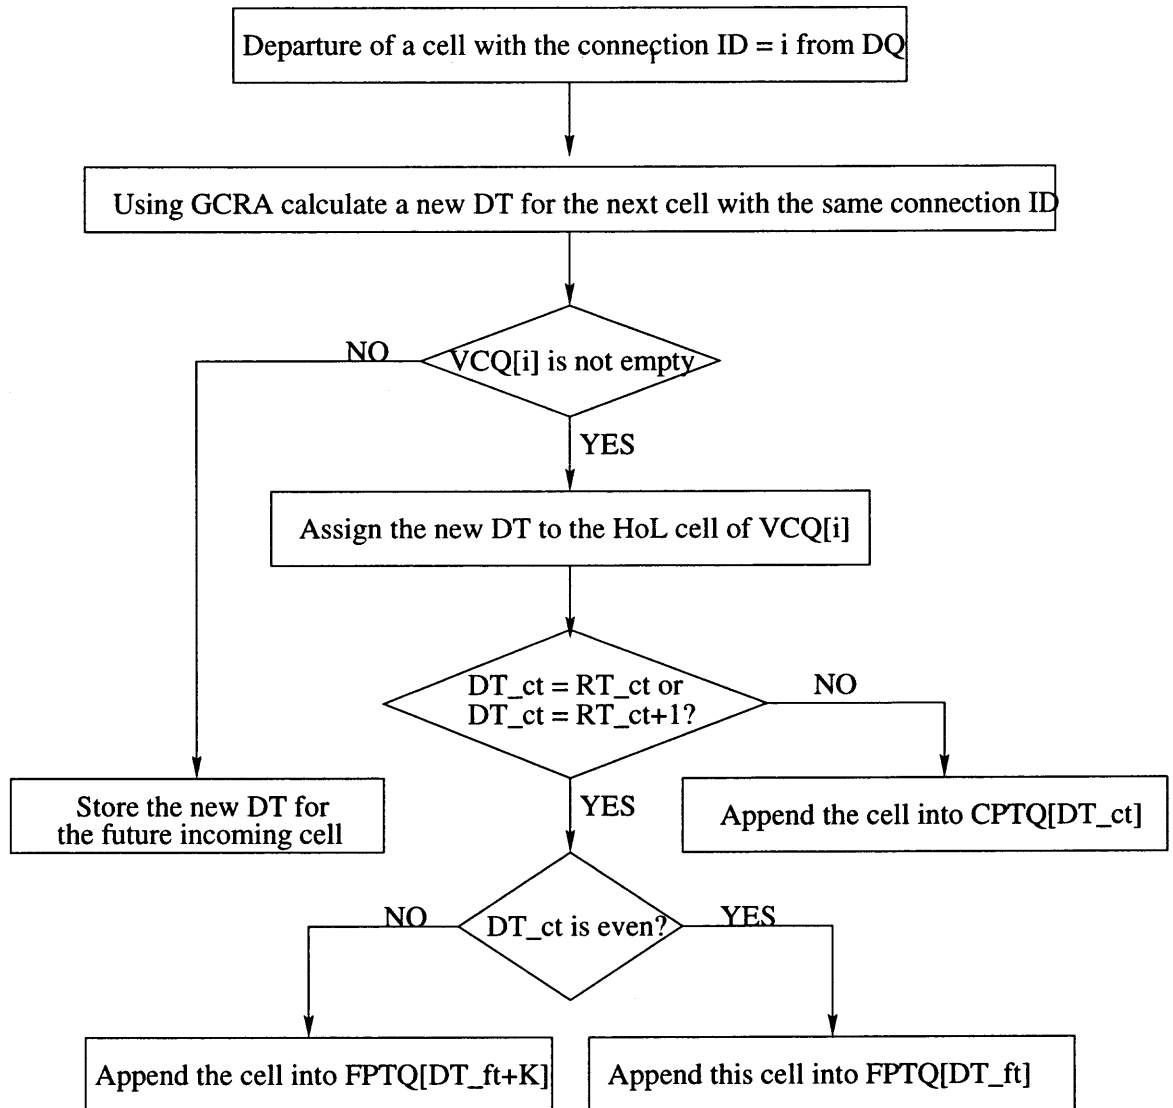 Departure of a cell with the connection ID = i from DQ
Using GCRA calculate a new DT for the next cell with the same connection ID
VCQ[i] is not empty
NO
YES
Assign the new DT to the HoL cell of VCQ[i]
DT_ct = RT_ct or
DT_ct = RT_ct+1?
NO
YES
Store the new DT for
the future incoming cell
Append the cell into CPTQ[DT_ct]
DT_ct is even?
NO
YES
Append the cell into FPTQ[DT_ft+K]
Append this cell into FPTQ[DT_ft]